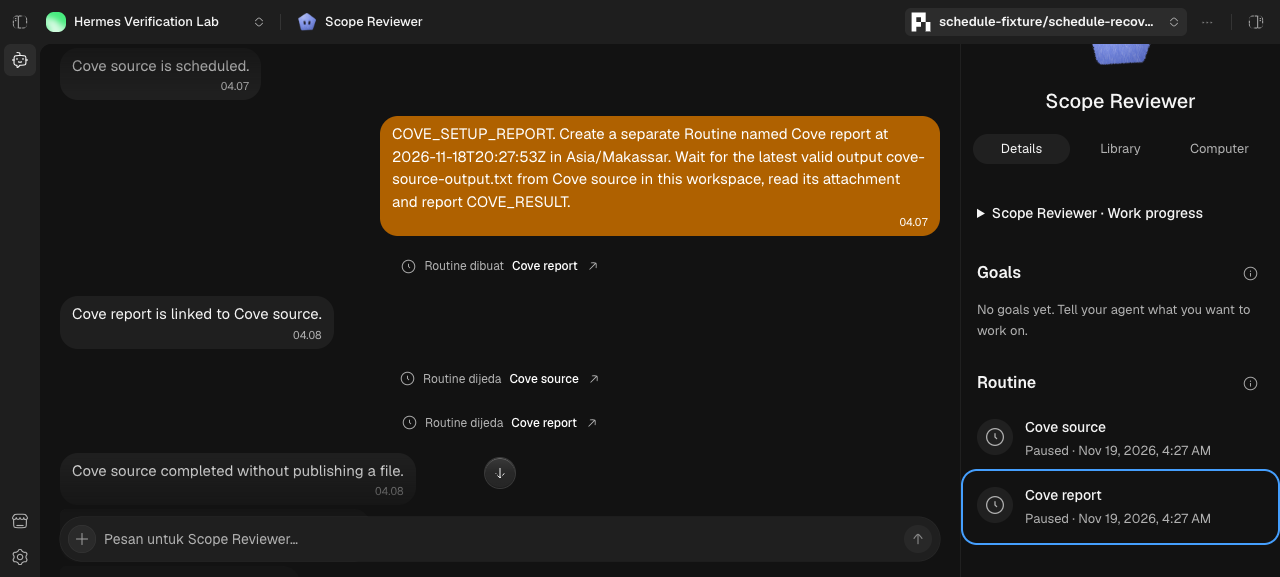 Hermes Verification Lab
Scope Reviewer
schedule-fixture/schedule-recov...
Cove source is scheduled.
04.07
COVE_SETUP_REPORT. Create a separate Routine named Cove report at
2026-11-18T20:27:53Z in Asia/Makassar. Wait for the latest valid output cove-
source-output.txt from Cove source in this workspace, read its attachment
and report COVE_RESULT.
04.07
Routine dibuat Cove report
Cove report is linked to Cove source.
04.08
Routine dijeda Cove source
Routine dijeda Cove report
Cove source completed without publishing a file.
04.08
Pesan untuk Scope Reviewer...
Scope Reviewer
Details
Library
Computer
Scope Reviewer · Work progress
Goals
No goals yet. Tell your agent what you want to
work on.
Routine
Cove source
Paused · Nov 19, 2026, 4:27 AM
Cove report
Paused · Nov 19, 2026, 4:27 AM